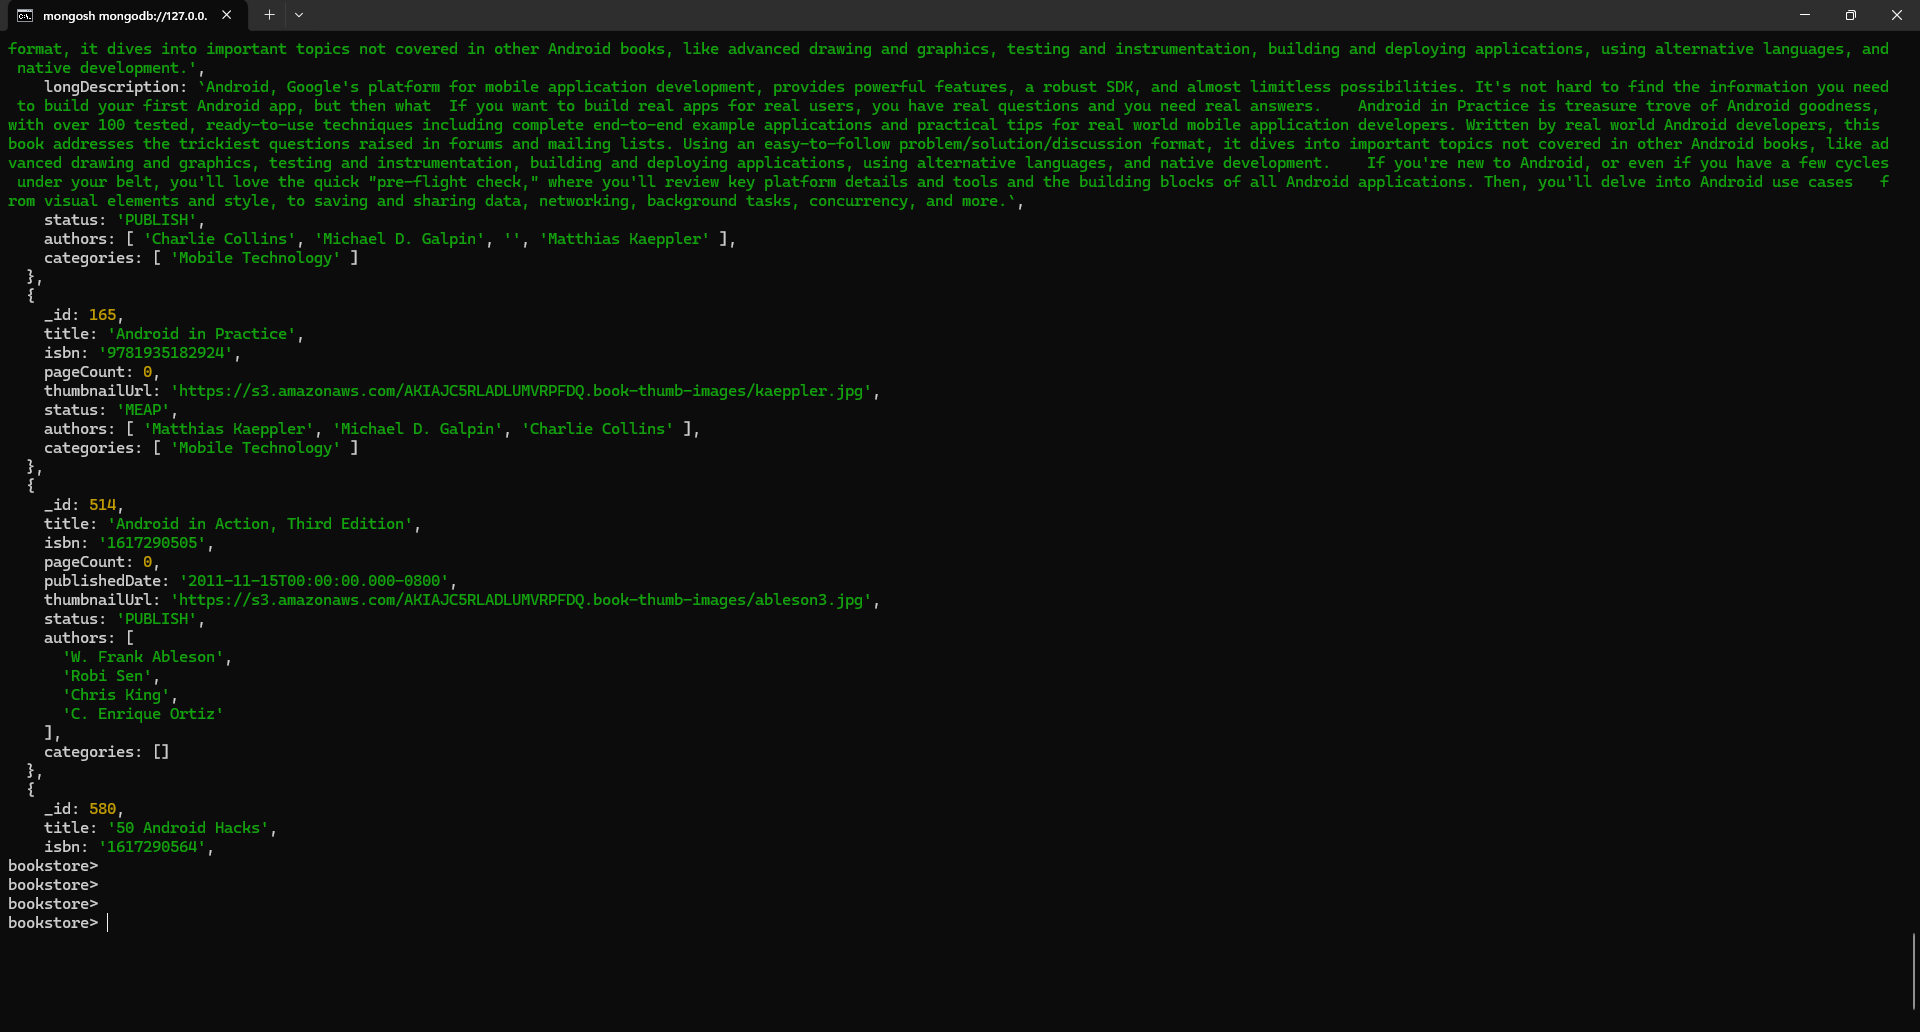 mongosh mongodb://127.0.0.
format, it dives into important topics not covered in other Android books, like advanced drawing and graphics, testing and instrumentation, building and deploying applications, using alternative languages, and
native development.',
longDescription: `Android, Google's platform for mobile application development, provides powerful features, a robust SDK, and almost limitless possibilities. It's not hard to find the information you need
to build your first Android app, but then what  If you want to build real apps for real users, you have real questions and you need real answers.    Android in Practice is treasure trove of Android goodness,
with over 100 tested, ready-to-use techniques including complete end-to-end example applications and practical tips for real world mobile application developers. Written by real world Android developers, this
book addresses the trickiest questions raised in forums and mailing lists. Using an easy-to-follow problem/solution/discussion format, it dives into important topics not covered in other Android books, like ad
vanced drawing and graphics, testing and instrumentation, building and deploying applications, using alternative languages, and native development.    If you're new to Android, or even if you have a few cycles
under your belt, you'll love the quick "pre-flight check," where you'll review key platform details and tools and the building blocks of all Android applications. Then, you'll delve into Android use cases   f
rom visual elements and style, to saving and sharing data, networking, background tasks, concurrency, and more.`,
status: 'PUBLISH',
authors: [ 'Charlie Collins', 'Michael D. Galpin', '', 'Matthias Kaeppler' ],
categories: [ 'Mobile Technology' ]
},
{
_id: 165,
title: 'Android in Practice',
isbn: '9781935182924',
pageCount: 0,
thumbnailUrl: 'https://s3.amazonaws.com/AKIAJC5RLADLUMVRPFDQ.book-thumb-images/kaeppler.jpg',
status: 'MEAP',
authors: [ 'Matthias Kaeppler', 'Michael D. Galpin', 'Charlie Collins' ],
categories: [ 'Mobile Technology' ]
},
{
_id: 514,
title: 'Android in Action, Third Edition',
isbn: '1617290505',
pageCount: 0,
publishedDate: '2011-11-15T00:00:00.000-0800',
thumbnailUrl: 'https://s3.amazonaws.com/AKIAJC5RLADLUMVRPFDQ.book-thumb-images/ableson3.jpg',
status: 'PUBLISH',
authors: [
'W. Frank Ableson',
'Robi Sen',
'Chris King',
'C. Enrique Ortiz'
],
categories: []
},
{
_id: 580,
title: '50 Android Hacks',
isbn: '1617290564',
bookstore>
bookstore>
bookstore>
bookstore>